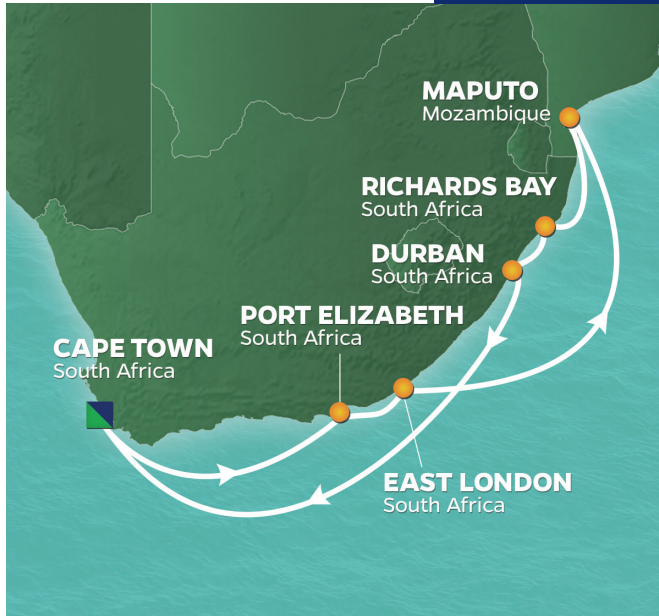 MAPUTO
Mozambique
RICHARDS BAY
South Africa
DURBAN
South Africa
PORT ELIZABETH
South Africa
CAPE TOWN
South Africa
EAST LONDON
South Africa